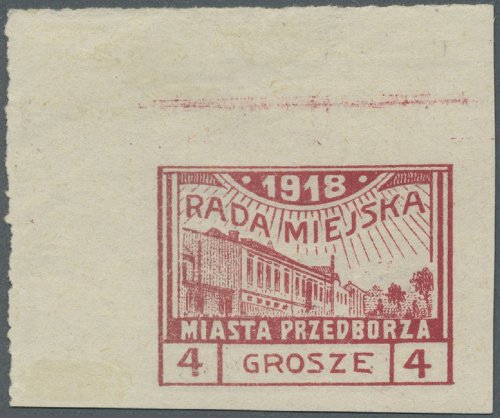 1918
RADA MIEJSKA
MIASTA PRZEDBORZA
4 GROSZE 4